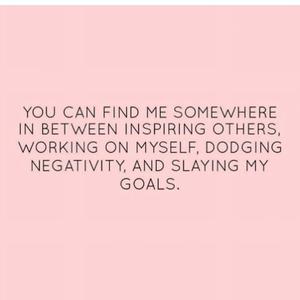 YOU CAN FIND ME SOMEWHERE
IN BETWEEN INSPIRING OTHERS,
WORKING ON MYSELF, DODGING
NEGATIVITY, AND SLAYING MY
GOALS.